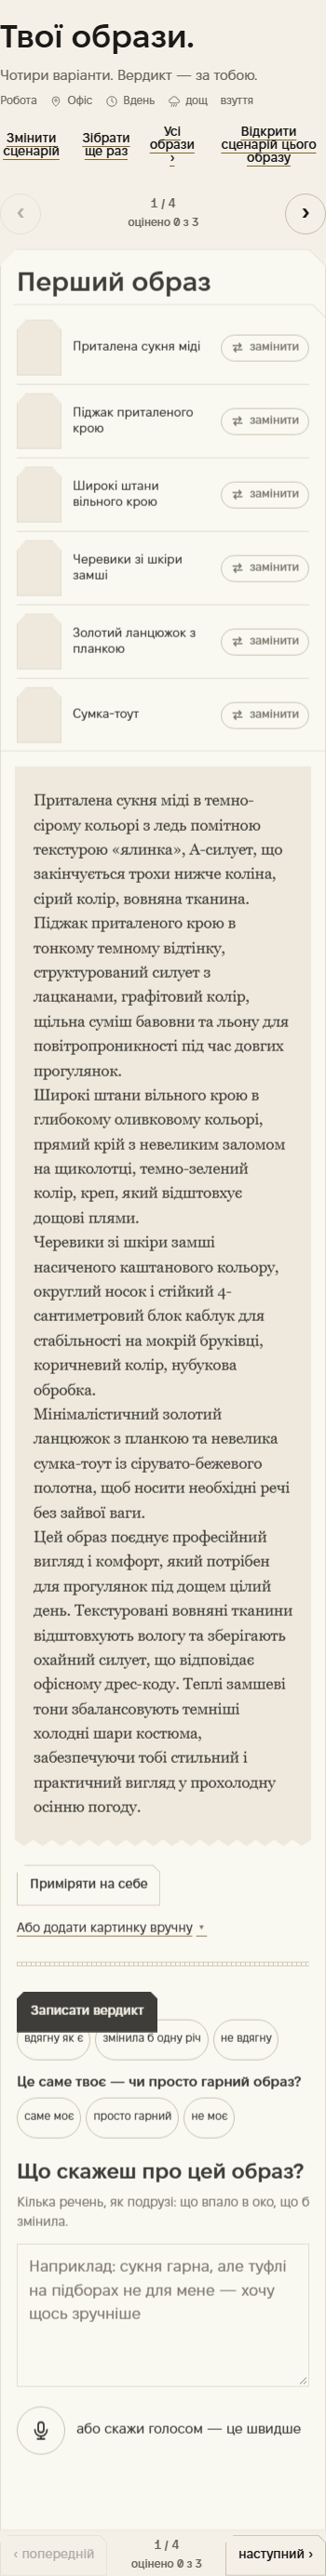 Твої образи.
Чотири варіанти. Вердикт — за тобою.
Робота Офіс Вдень дощ взуття
Змінити сценарій
Зібрати ще раз
Усі образи ›
Відкрити сценарій цього образу
‹
1 / 4
оцінено 0 з 3
›
Перший образ
Приталена сукня міді
замінити
Піджак приталеного
крою
замінити
Широкі штани
вільного крою
замінити
Черевики зі шкіри
замші
замінити
Золотий ланцюжок з
планкою
замінити
Сумка-тоут
замінити
Приталена сукня міді в темно-
сірому кольорі з ледь помітною
текстурою «ялинка», А-силует, що
закінчується трохи нижче коліна,
сірий колір, вовняна тканина.
Піджак приталеного крою в
тонкому темному відтінку,
структурований силует з
лацканами, графітовий колір,
щільна суміш бавовни та льону для
повітропроникності під час довгих
прогулянок.
Широкі штани вільного крою в
глибокому оливковому кольорі,
прямий крій з невеликим заломом
на щиколотці, темно-зелений
колір, креп, який відштовхує
дощові плями.
Черевики зі шкіри замші
насиченого каштанового кольору,
округлий носок і стійкий 4-
сантиметровий блок каблук для
стабільності на мокрій бруківці,
коричневий колір, нубукова
обробка.
Мінімалістичний золотий
ланцюжок з планкою та невелика
сумка-тоут із сірувато-бежевого
полотна, щоб носити необхідні речі
без зайвої ваги.
Цей образ поєднує професійний
вигляд і комфорт, який потрібен
для прогулянок під дощем цілий
день. Текстуровані вовняні тканини
відштовхують вологу та зберігають
охайний силует, що відповідає
офісному дрес-коду. Теплі замшеві
тони збалансовують темніші
холодні шари костюма,
забезпечуючи тобі стильний і
практичний вигляд у прохолодну
осінню погоду.
Приміряти на себе
Або додати картинку вручну
Записати вердикт
вдягну як є
змінила б одну річ
не вдягну
Це саме твоє — чи просто гарний образ?
саме моє
просто гарний
не моє
Що скажеш про цей образ?
Кілька речень, як подрузі: що впало в око, що б
змінила.
Наприклад: сукня гарна, але туфлі
на підборах не для мене — хочу
щось зручніше
або скажи голосом — це швидше
‹ попередній
1 / 4
оцінено 0 з 3
наступний ›